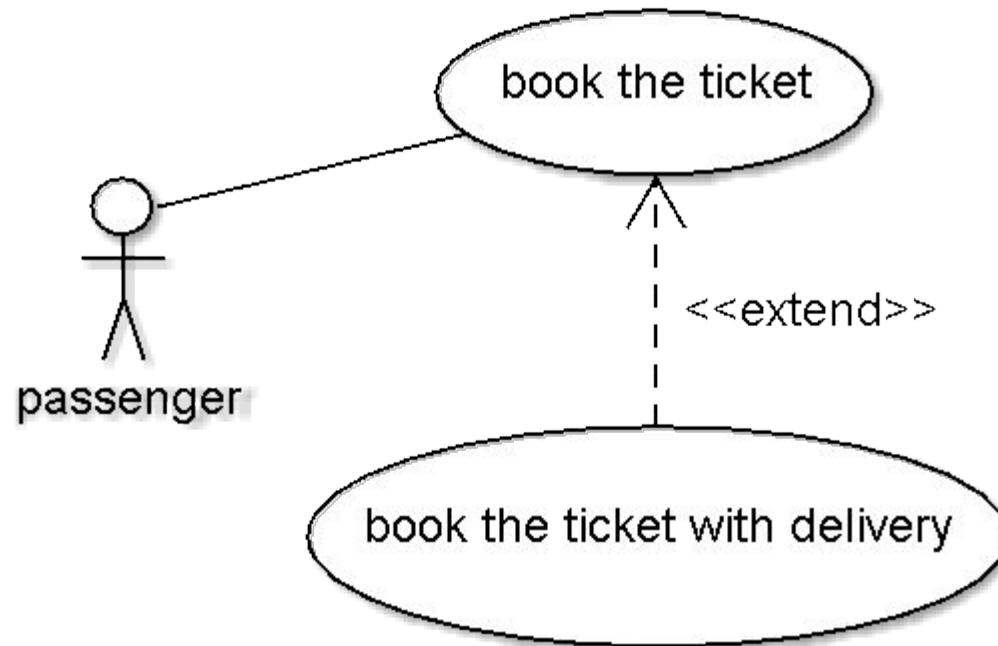 book the ticket
<<extend>>
passenger
book the ticket with delivery